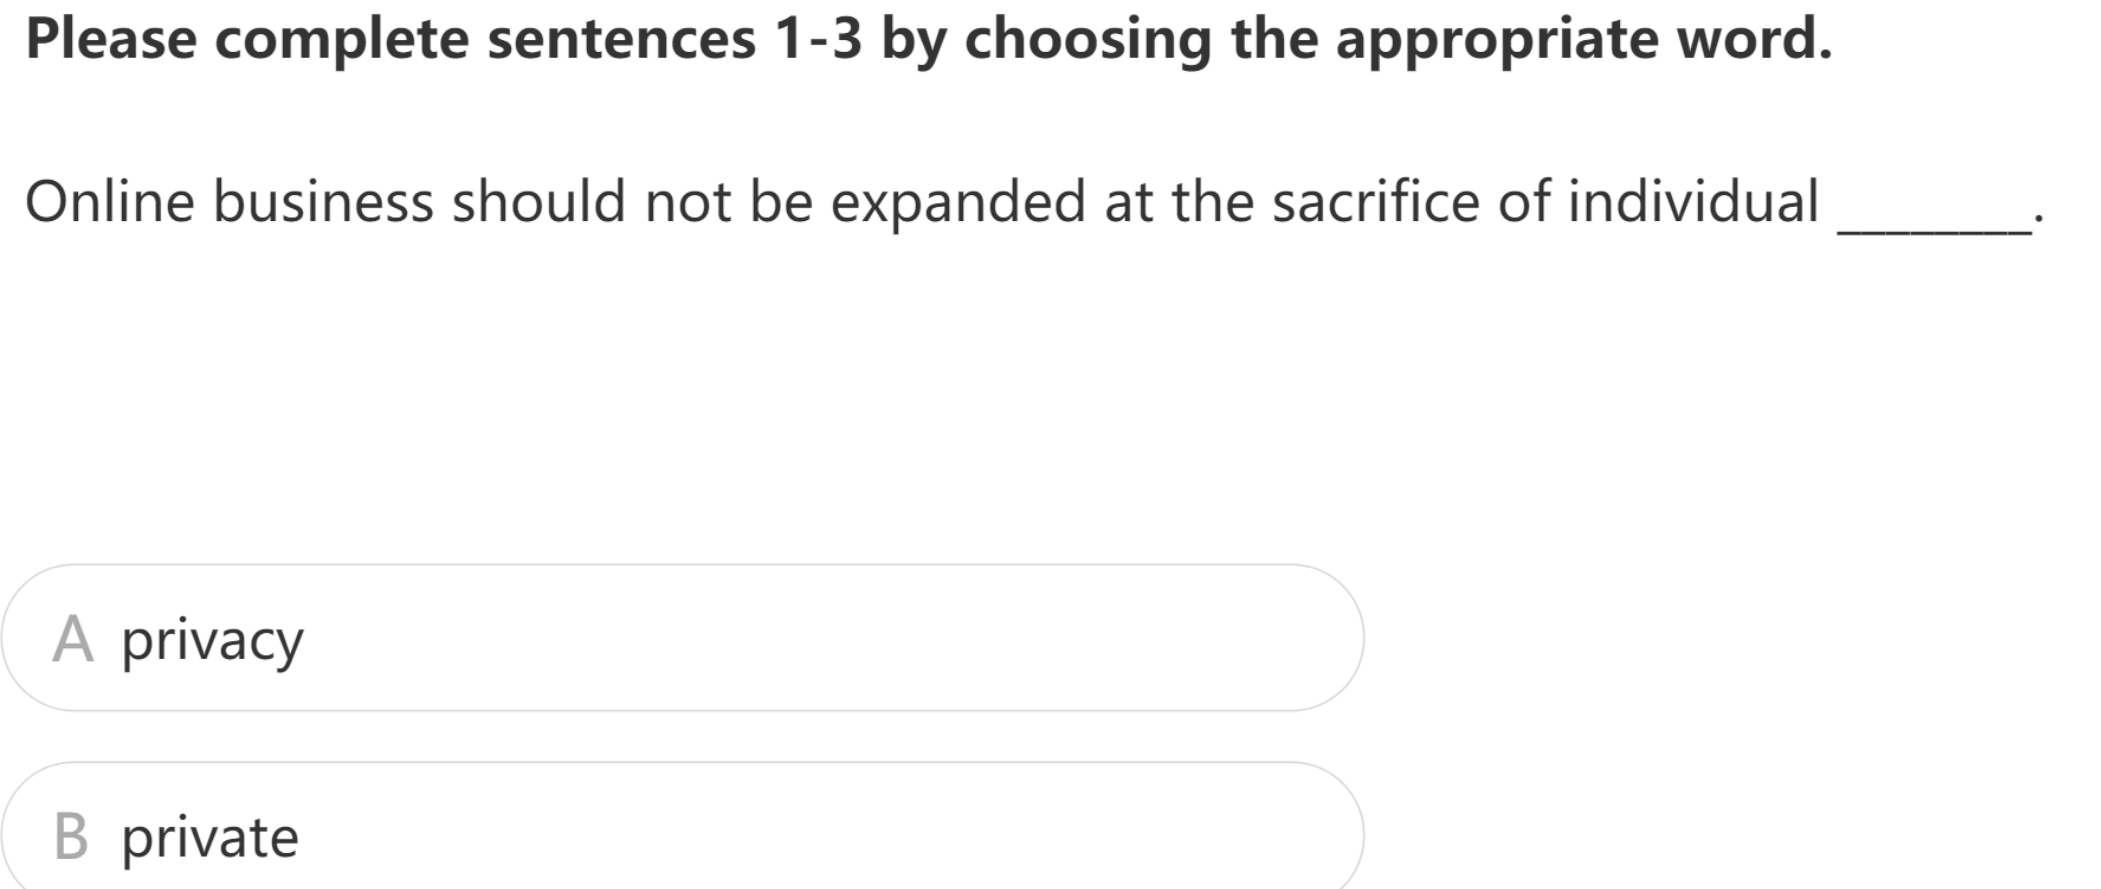 Please complete sentences 1-3 by choosing the appropriate word.
Online business should not be expanded at the sacrifice of individual ________.
A privacy
B private